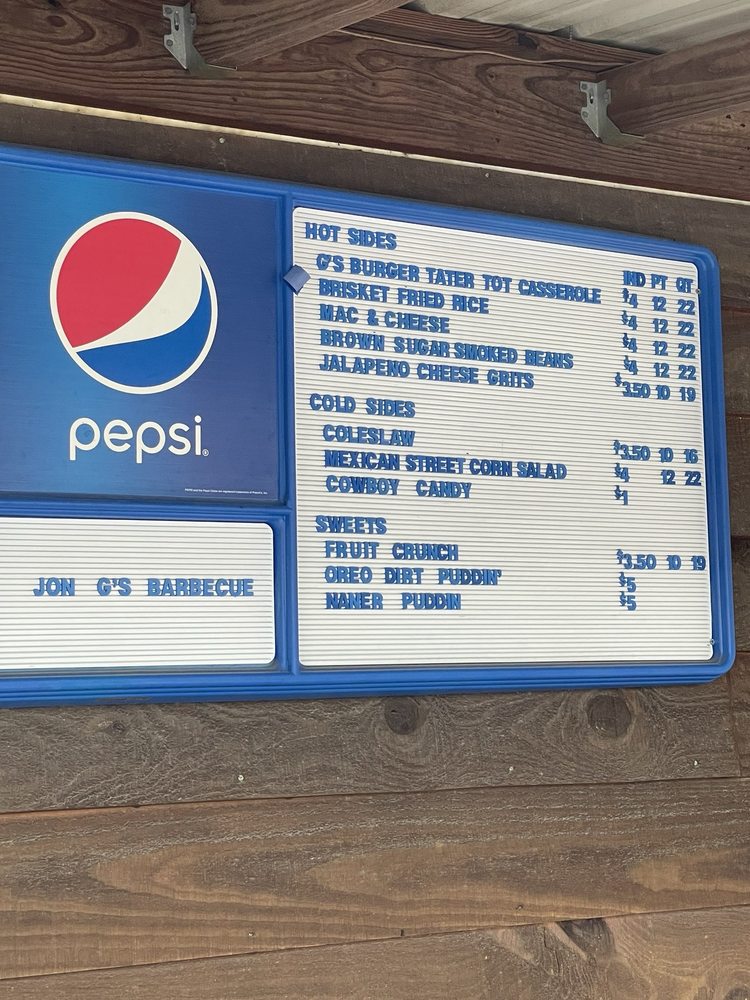 pepsi
JON G'S BARBECUE
HOT SIDES
IND PT QT
G'S BURGER TATER TOT CASSEROLE $4 12 22
BRISKET FRIED RICE $4 12 22
MAC & CHEESE $4 12 22
BROWN SUGAR SMOKED BEANS $4 12 22
JALAPENO CHEESE GRITS $3.50 10 19
COLD SIDES
COLESLAW $3.50 10 16
MEXICAN STREET CORN SALAD $4 12 22
COWBOY CANDY $1
SWEETS
FRUIT CRUNCH $3.50 10 19
OREO DIRT PUDDIN' $5
NANER PUDDIN $5